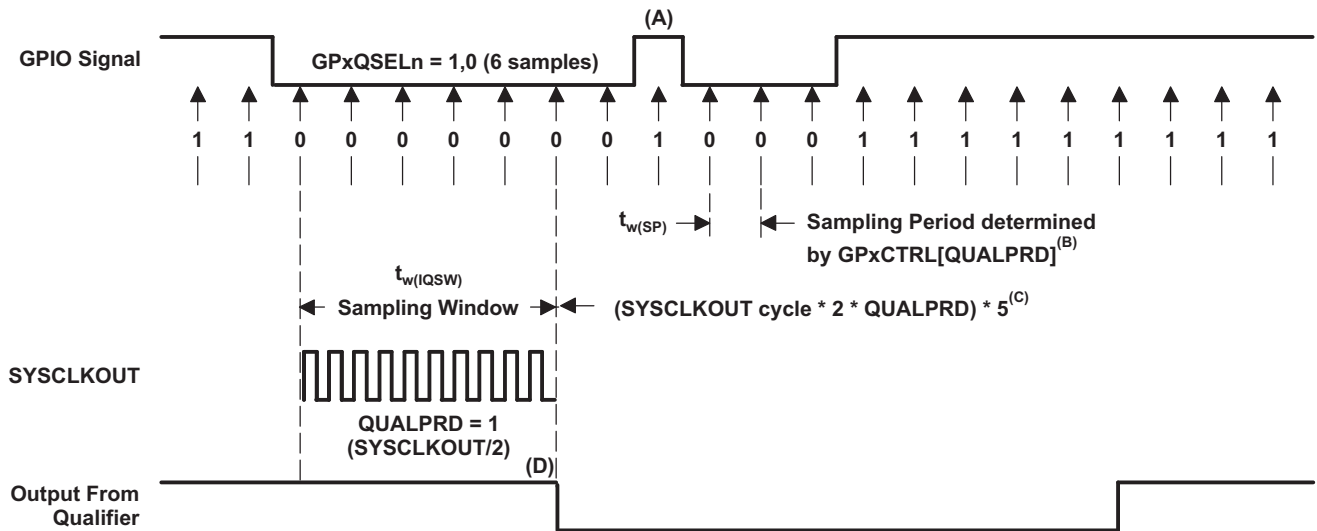 (A)
GPIO Signal
GPxQSELn = 1,0 (6 samples)
1 1 0 0 0 0 0 0 0 1 0 0 0 1 1 1 1 1 1 1 1 1
tw(SP)
Sampling Period determined
by GPxCTRL[QUALPRD](B)
tw(IQSW)
Sampling Window
(SYSCLKOUT cycle * 2 * QUALPRD) * 5(C)
SYSCLKOUT
QUALPRD = 1
(SYSCLKOUT/2)
(D)
Output From
Qualifier